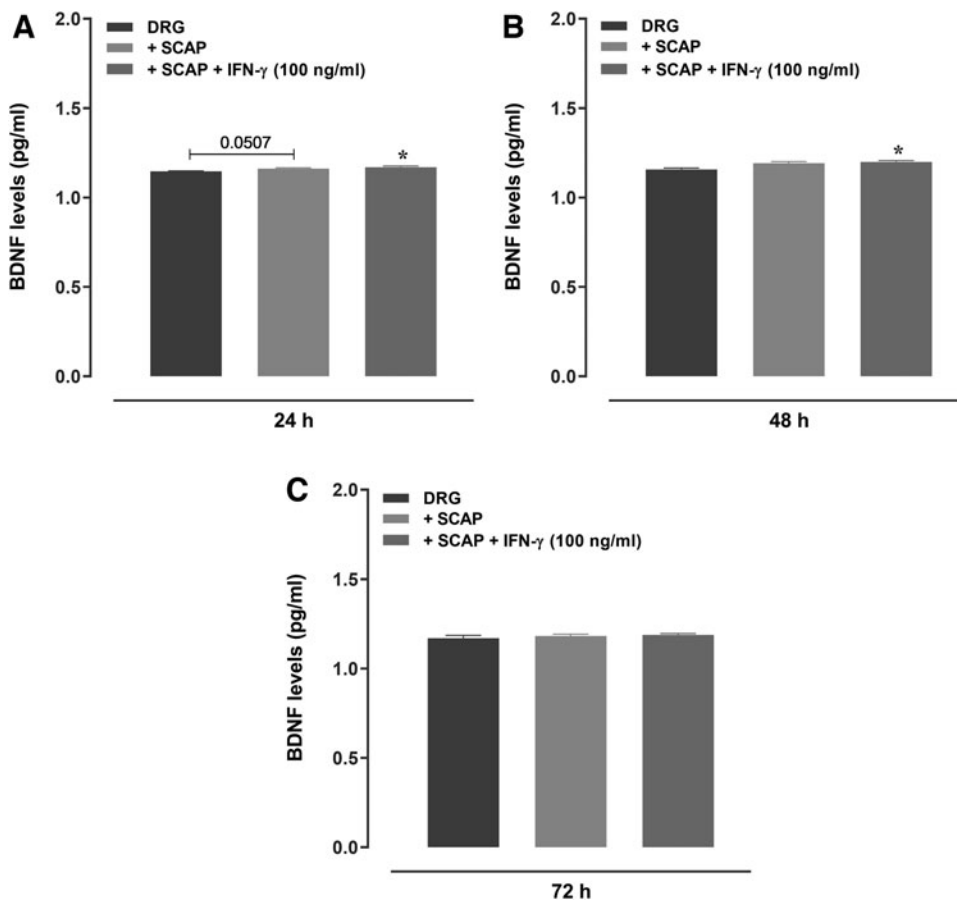 A
BDNF levels (pg/ml)
2.0
1.5
1.0
0.5
0.0
DRG
+ SCAP
+ SCAP + IFN-γ (100 ng/ml)
0.0507
*
24 h
B
BDNF levels (pg/ml)
2.0
1.5
1.0
0.5
0.0
DRG
+ SCAP
+ SCAP + IFN-γ (100 ng/ml)
*
48 h
C
BDNF levels (pg/ml)
2.0
1.5
1.0
0.5
0.0
DRG
+ SCAP
+ SCAP + IFN-γ (100 ng/ml)
72 h